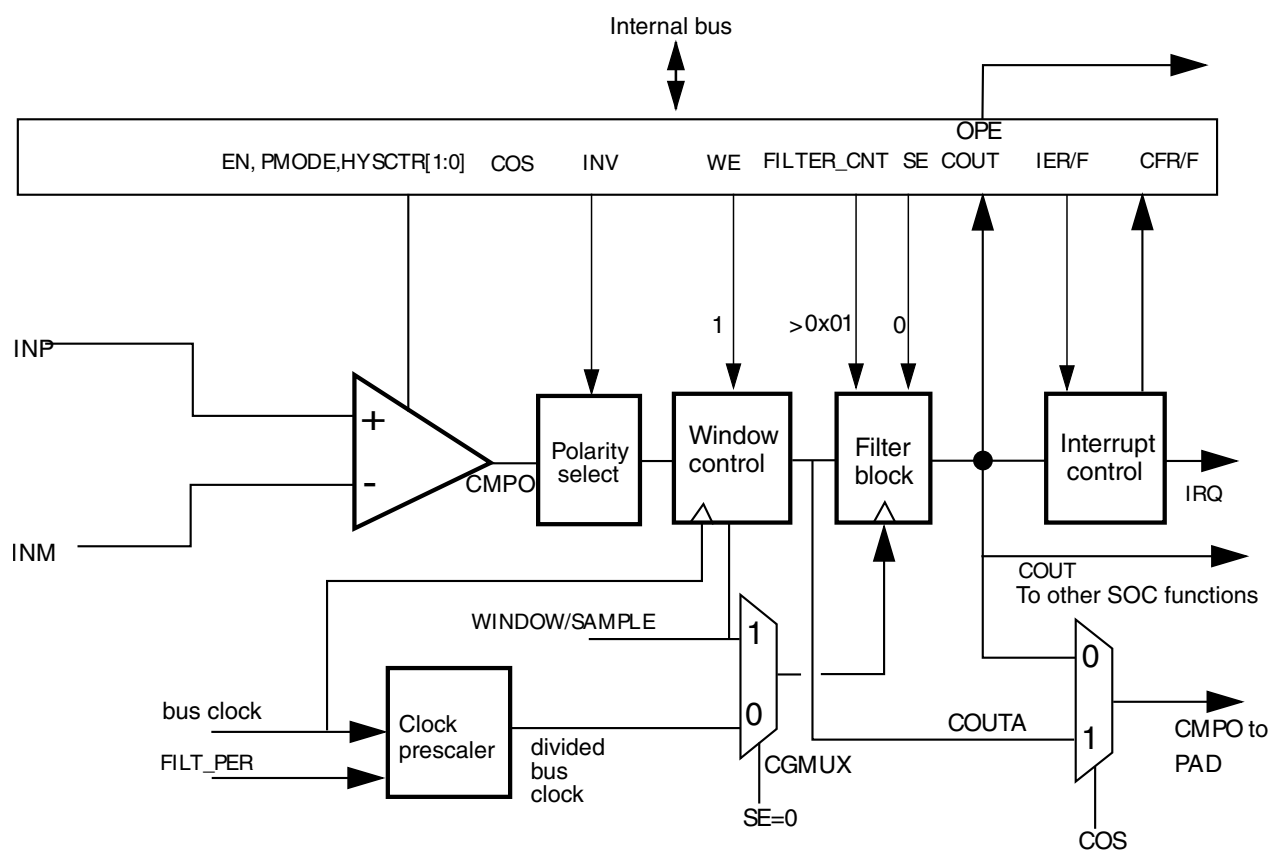 Internal bus
OPE
EN, PMODE,HYSCTR[1:0] COS INV WE FILTER_CNT SE COUT IER/F CFR/F
1 >0x01 0
INP
+
-
INM
CMPO
Polarity
select
Window
control
Filter
block
Interrupt
control
IRQ
COUT
To other SOC functions
WINDOW/SAMPLE
1
0
CGMUX
SE=0
bus clock
FILT_PER
Clock
prescaler
divided
bus
clock
COUTA
0
1
CMPO to
PAD
COS